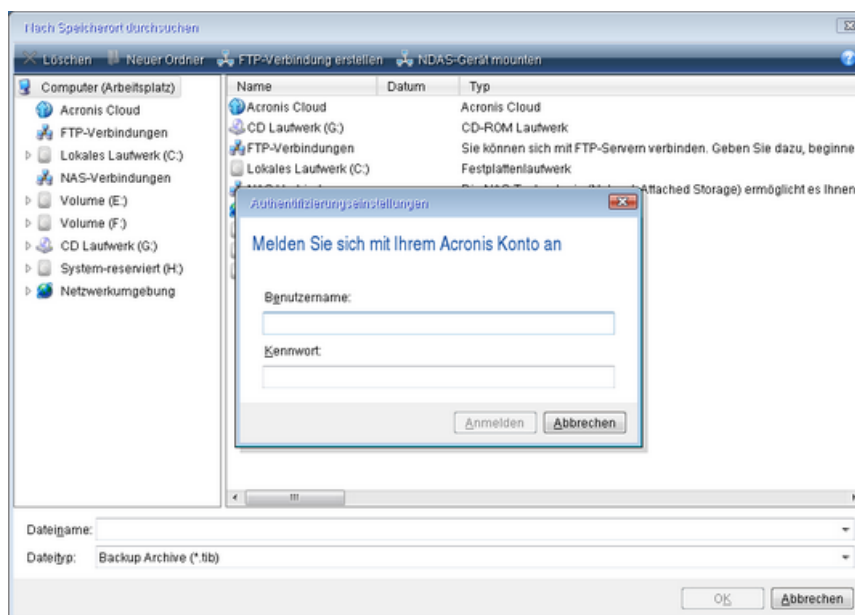 Nach Speicherort durchsuchen
Löschen Neuer Ordner FTP-Verbindung erstellen NDAS-Gerät mounten
Computer (Arbeitsplatz)
Acronis Cloud
FTP-Verbindungen
Lokales Laufwerk (C:)
NAS-Verbindungen
Volume (E:)
Volume (F:)
CD Laufwerk (G:)
System-reserviert (H:)
Netzwerkumgebung
Name Datum Typ
Acronis Cloud Acronis Cloud
CD Laufwerk (G:) CD-ROM Laufwerk
FTP-Verbindungen Sie können sich mit FTP-Servern verbinden. Geben Sie dazu, beginne
Lokales Laufwerk (C:) Festplattenlaufwerk
Attached Storage) ermöglicht es Ihnen
Authentifizierungseinstellungen
Melden Sie sich mit Ihrem Acronis Konto an
Benutzername:
Kennwort:
Anmelden Abbrechen
Dateiname:
Dateityp: Backup Archive (*.tib)
OK Abbrechen